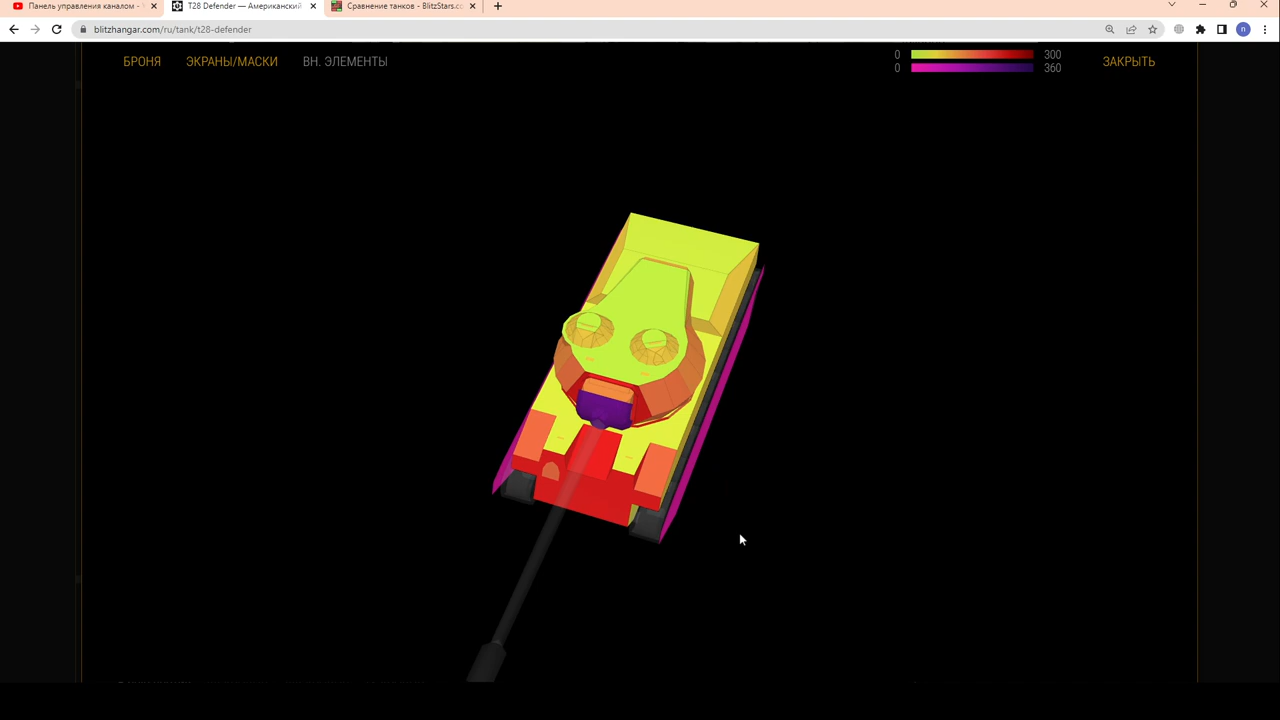 Панель управления каналом -
T28 Defender — Американский
Сравнение танков - BlitzStars.co
blitzhangar.com/ru/tank/t28-defender
n
БРОНЯ ЭКРАНЫ/МАСКИ ВН. ЭЛЕМЕНТЫ
0 300
0 360
ЗАКРЫТЬ